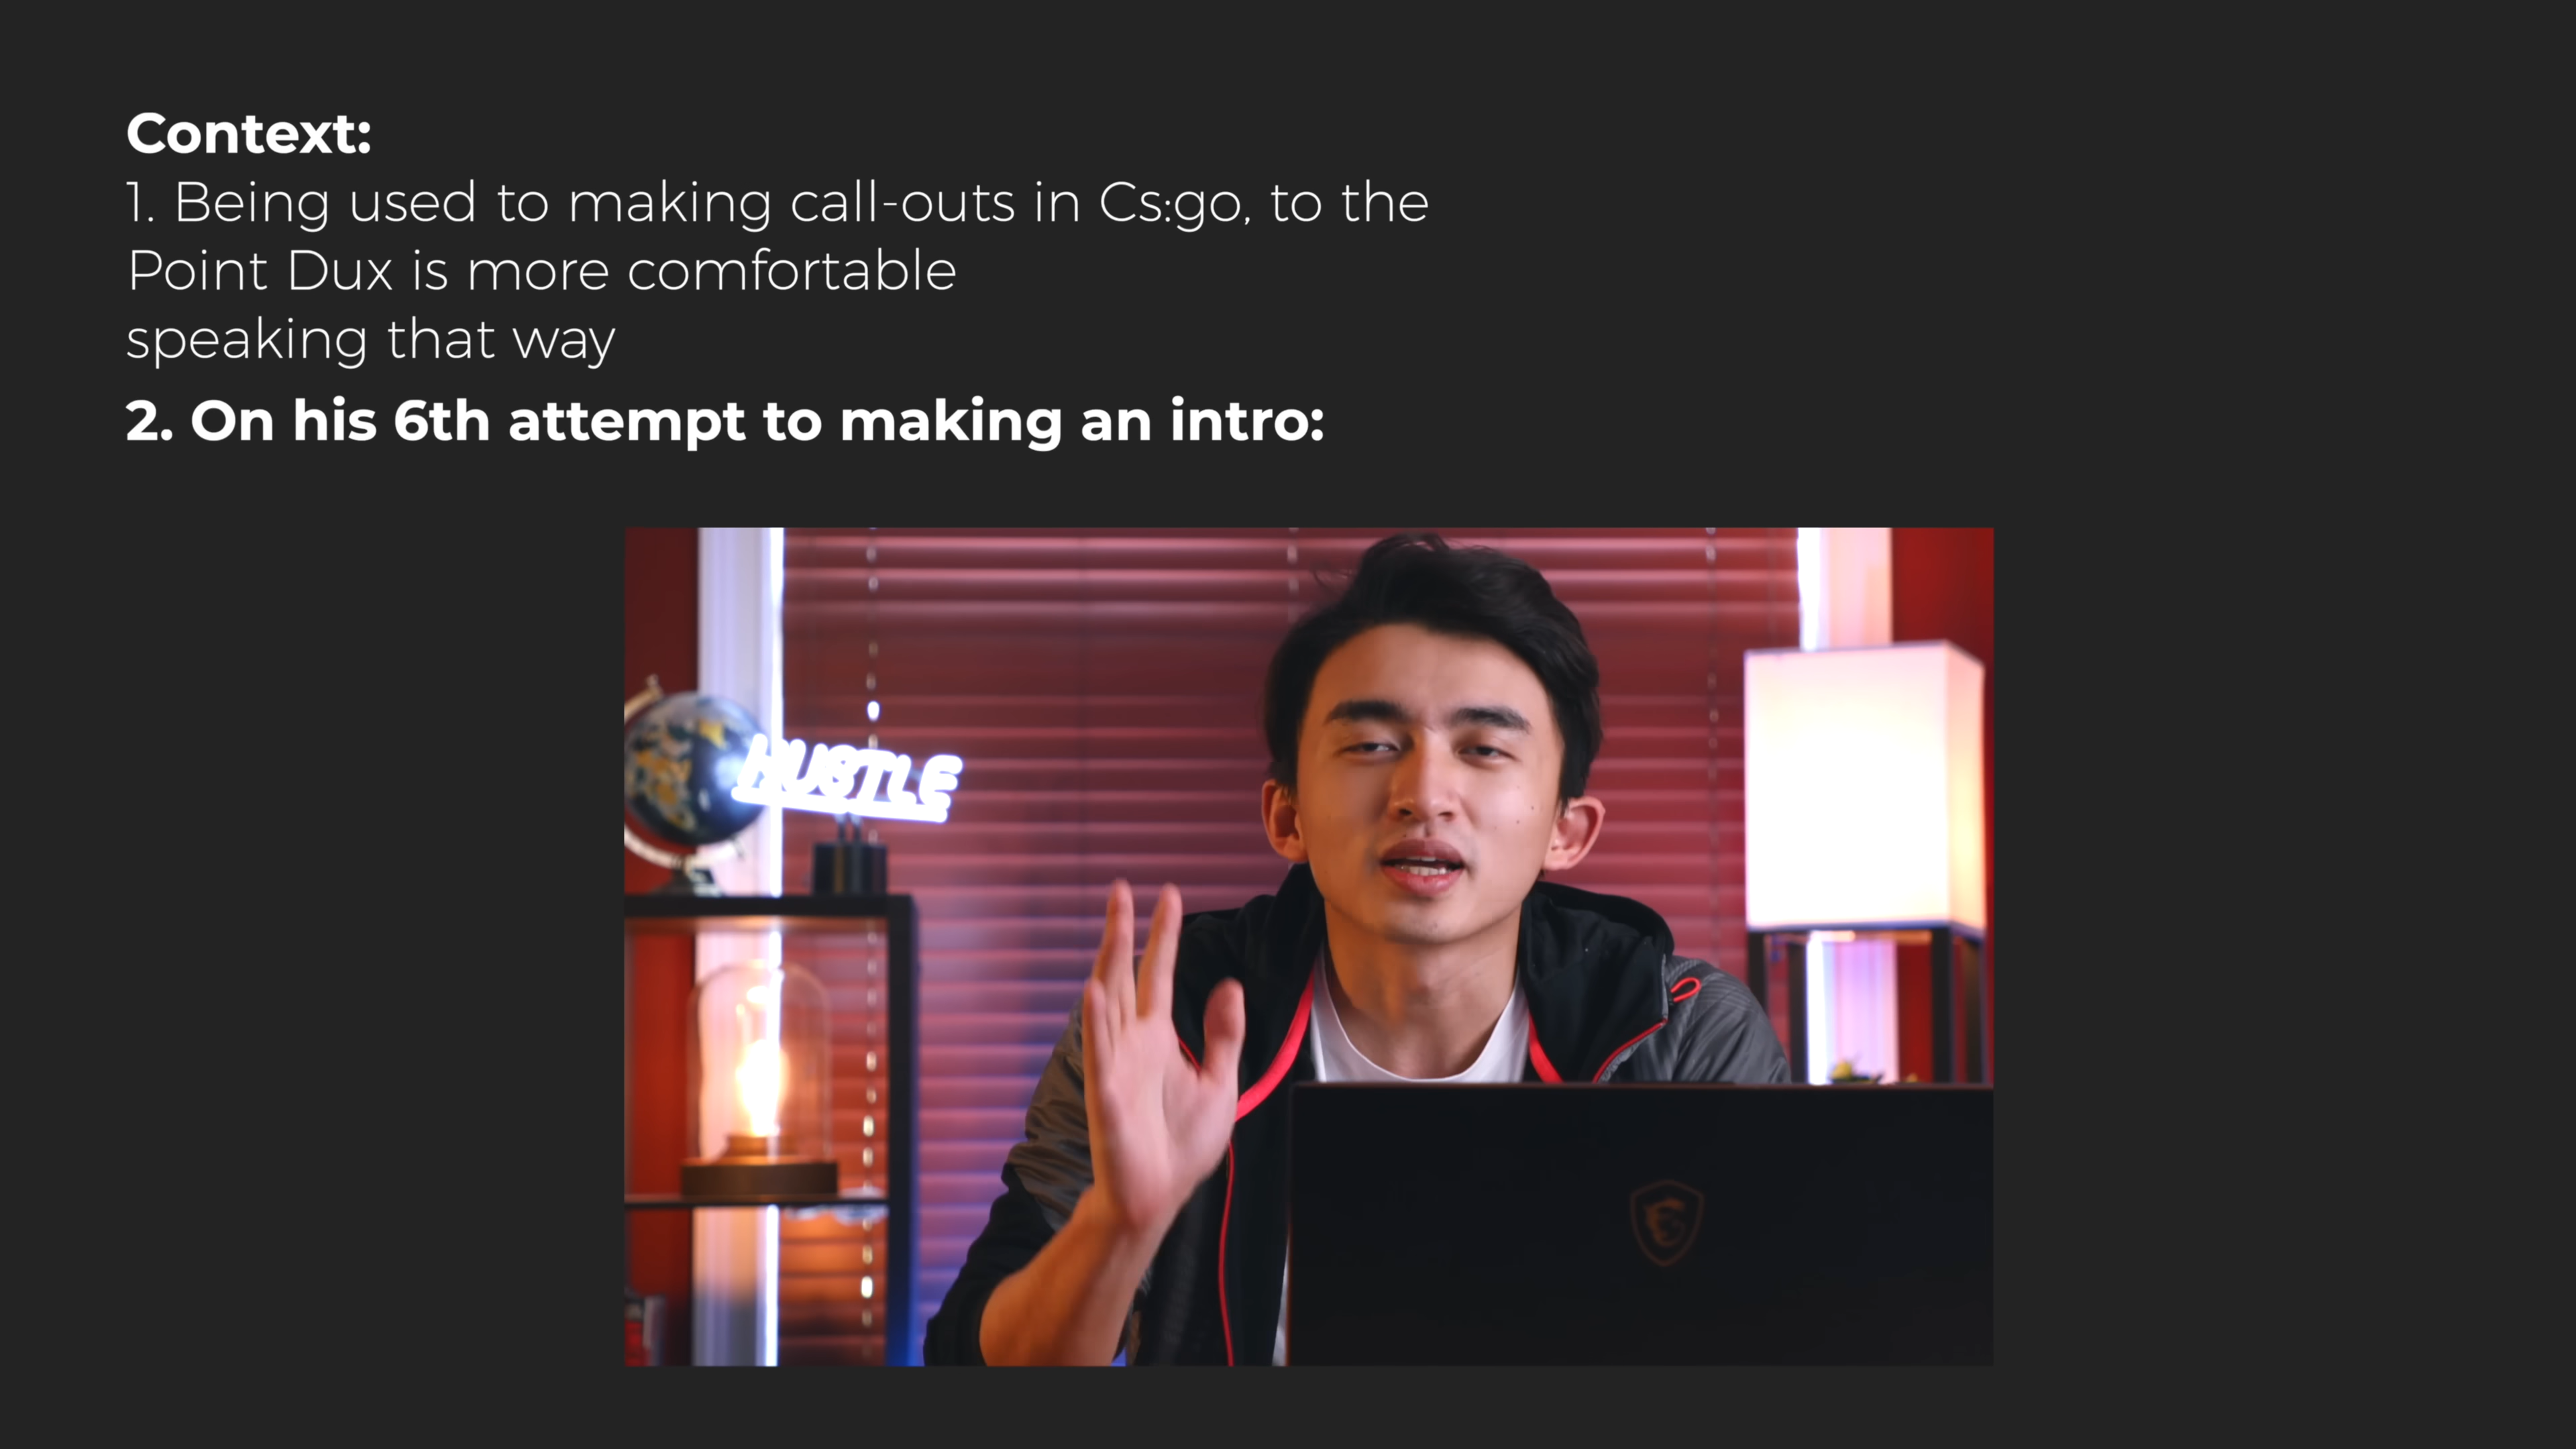 Context:
1. Being used to making call-outs in Cs:go, to the
Point Dux is more comfortable
speaking that way
2. On his 6th attempt to making an intro:
HUSTLE